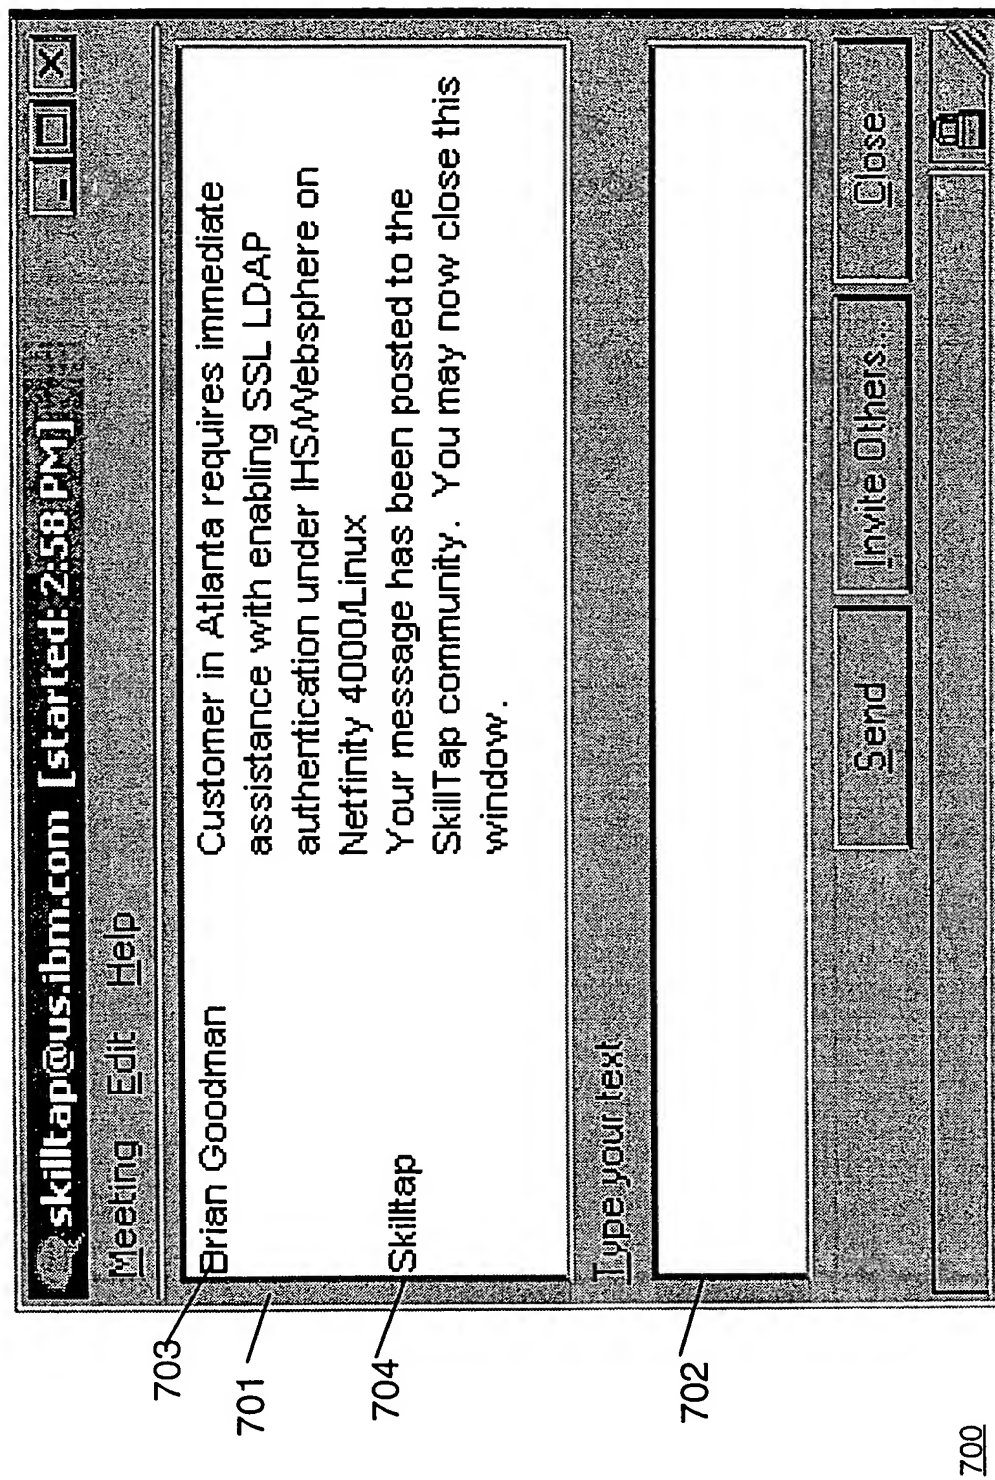 skilltap@us.ibm.com [started: 2:58 PM]
Meeting Edit Help
703
Brian Goodman
Customer in Atlanta requires immediate
assistance with enabling SSL LDAP
authentication under IHS/Websphere on
Netfinity 4000/Linux
701
704
Skilltap
Your message has been posted to the
SkillTap community. You may now close this
window.
Type your text
702
Send Invite Others... Close
700